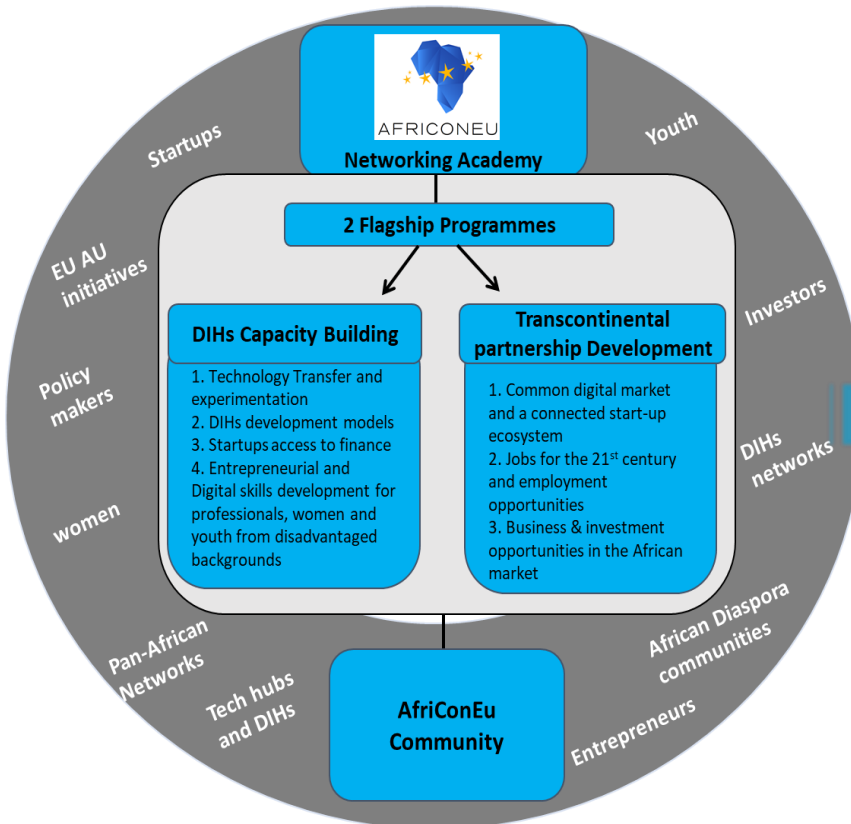 AFRICONEU
Networking Academy
Startups
Youth
2 Flagship Programmes
EU AU
initiatives
Investors
DIHs Capacity Building
1. Technology Transfer and
experimentation
2. DIHs development models
3. Startups access to finance
4. Entrepreneurial and
Digital skills development for
professionals, women and
youth from disadvantaged
backgrounds
Transcontinental
partnership Development
1. Common digital market
and a connected start-up
ecosystem
2. Jobs for the 21st century
and employment
opportunities
3. Business & investment
opportunities in the African
market
Policy
makers
DIHs
networks
women
Pan-African
Networks
African Diaspora
communities
Tech hubs
and DIHs
Entrepreneurs
AfriConEu
Community